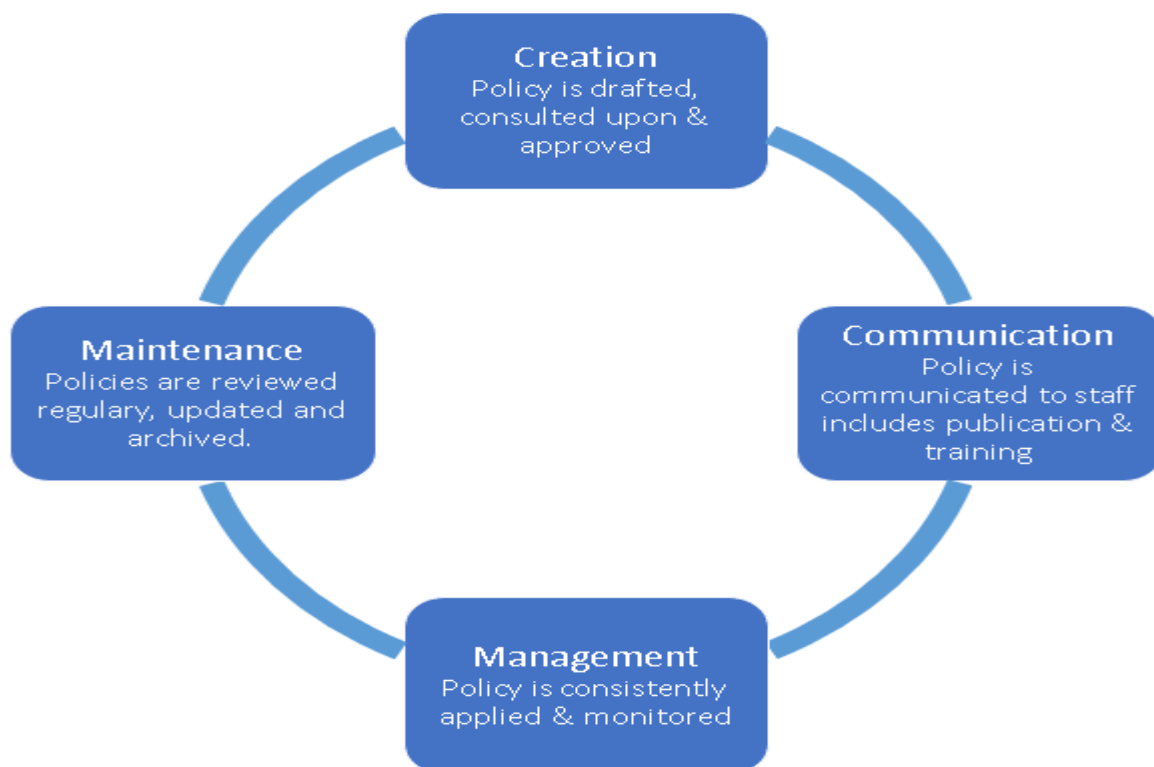 Creation
Policy is drafted,
consulted upon &
approved
Communication
Policy is
communicated to staff
includes publication &
training
Management
Policy is consistently
applied & monitored
Maintenance
Policies are reviewed
regulary, updated and
archived.